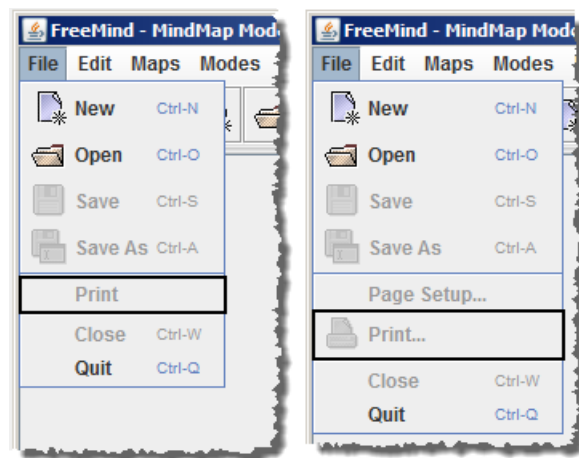 FreeMind - MindMap Mod
File Edit Maps Modes
New Ctrl-N
Open Ctrl-O
Save Ctrl-S
Save As Ctrl-A
Print
Close Ctrl-W
Quit Ctrl-Q
FreeMind - MindMap Mod
File Edit Maps Modes
New Ctrl-N
Open Ctrl-O
Save Ctrl-S
Save As Ctrl-A
Page Setup...
Print...
Close Ctrl-W
Quit Ctrl-Q